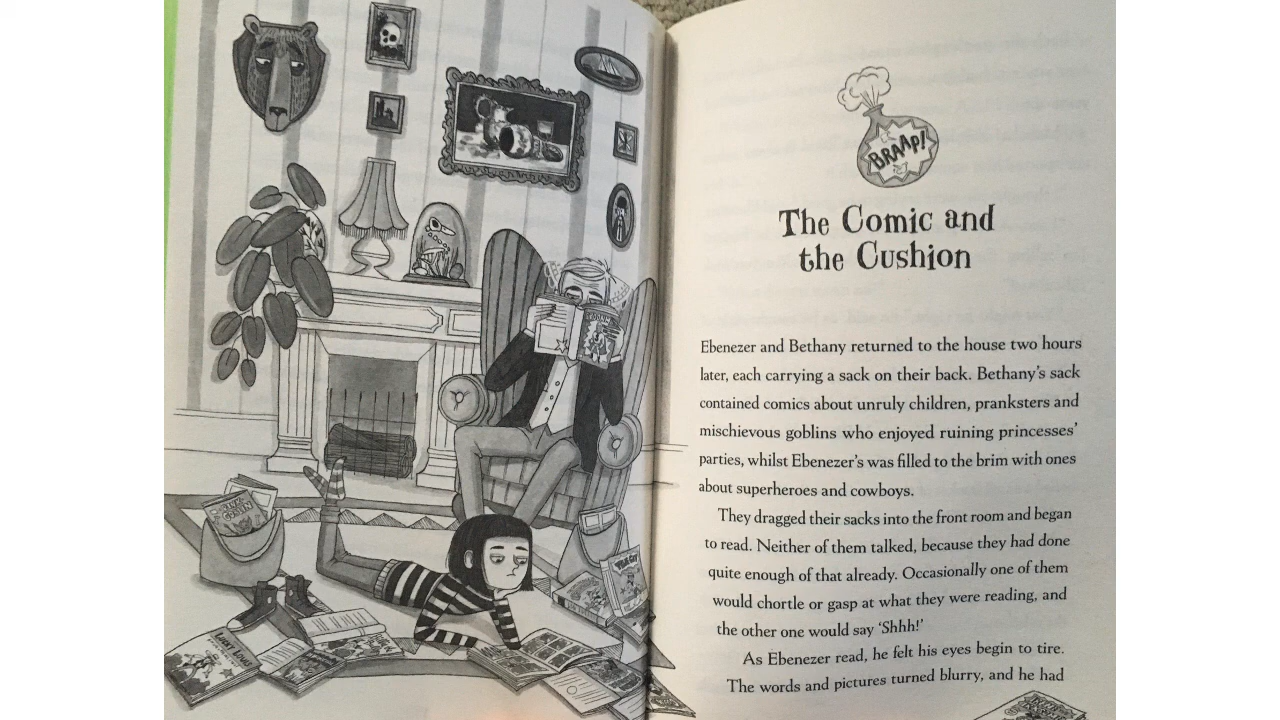 BRAAP!
The Comic and
the Cushion
Ebenezer and Bethany returned to the house two hours
later, each carrying a sack on their back. Bethany's sack
contained comics about unruly children, pranksters and
mischievous goblins who enjoyed ruining princesses'
parties, whilst Ebenezer's was filled to the brim with ones
about superheroes and cowboys.
They dragged their sacks into the front room and began
to read. Neither of them talked, because they had done
quite enough of that already. Occasionally one of them
would chortle or gasp at what they were reading, and
the other one would say 'Shhh!'
As Ebenezer read, he felt his eyes begin to tire.
The words and pictures turned blurry, and he had